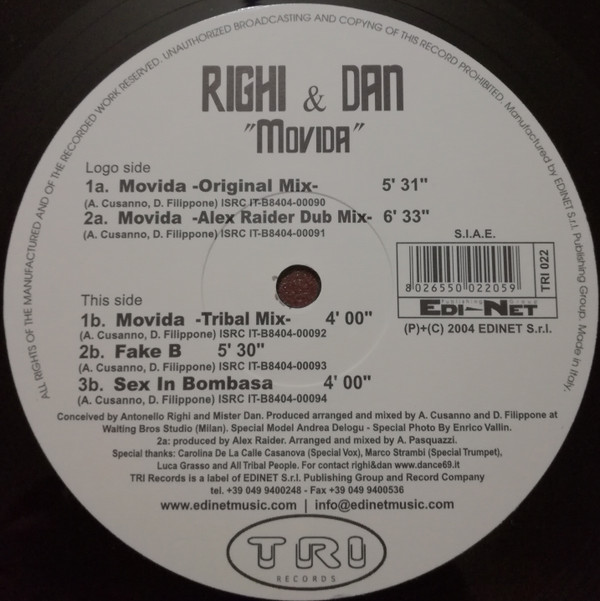 ALL RIGHTS OF THE MANUFACTURED AND OF THE RECORDED WORK RESERVED. UNAUTHORIZED BROADCASTING AND COPYNG OF THIS RECORD PROHIBITED. Manufactured by EDINET S.r.l. Publishing Group. Made in Italy.
RIGHI & DAN
"MOVIDA"
Logo side
1a. Movida -Original Mix- 5' 31"
(A. Cusanno, D. Filippone) ISRC IT-B8404-00090
2a. Movida -Alex Raider Dub Mix- 6' 33"
(A. Cusanno, D. Filippone) ISRC IT-B8404-00091
S.I.A.E.
8 026550 022059
TRI 022
Publishing Group
EDI-NET
(P)+(C) 2004 EDINET S.r.l.
This side
1b. Movida -Tribal Mix- 4' 00"
(A. Cusanno, D. Filippone) ISRC IT-B8404-00092
2b. Fake B 5' 30"
(A. Cusanno, D. Filippone) ISRC IT-B8404-00093
3b. Sex In Bombasa 4' 00"
(A. Cusanno, D. Filippone) ISRC IT-B8404-00094
Conceived by Antonello Righi and Mister Dan. Produced arranged and mixed by A. Cusanno and D. Filippone at
Waiting Bros Studio (Milan). Special Model Andrea Delogu - Special Photo By Enrico Vallin.
2a: produced by Alex Raider. Arranged and mixed by A. Pasquazzi.
Special thanks: Carolina De La Calle Casanova (Special Vox), Marco Strambi (Special Trumpet),
Luca Grasso and All Tribal People. For contact righi&dan www.dance69.it
TRI Records is a label of EDINET S.r.l. Publishing Group and Record Company
tel. +39 049 9400248 - Fax +39 049 9400536
www.edinetmusic.com | info@edinetmusic.com
TRI
RECORDS